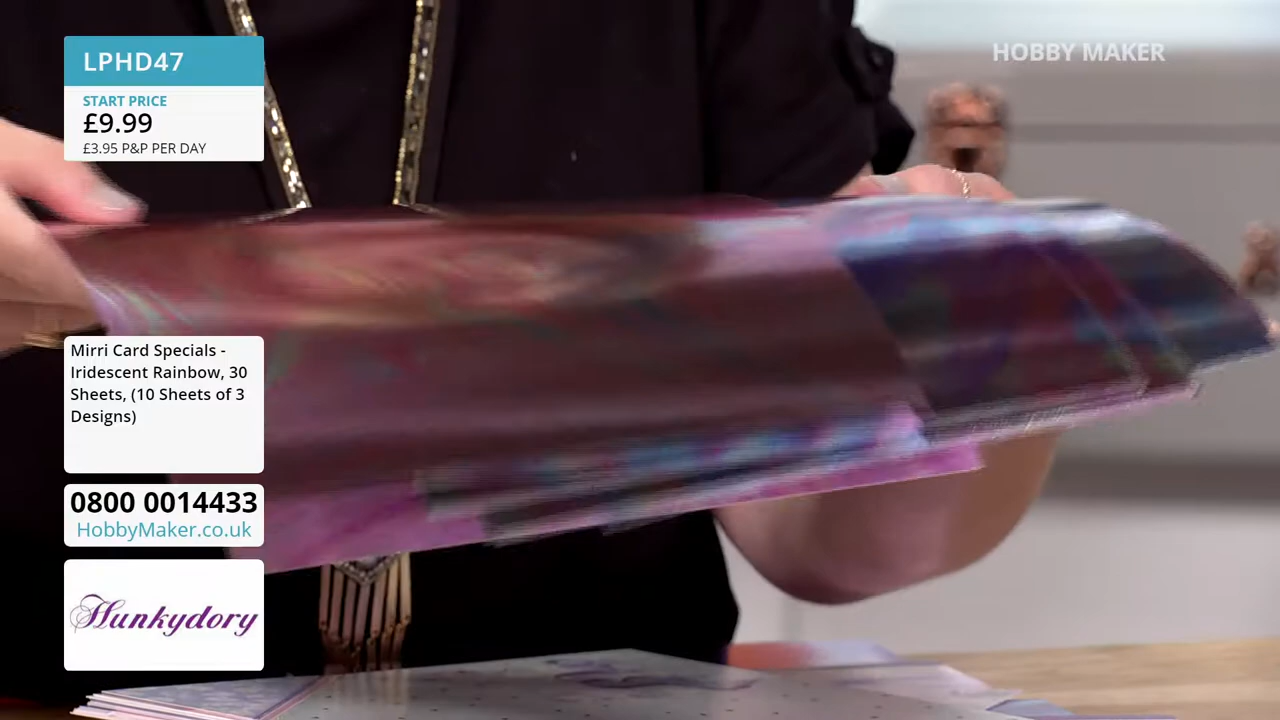 LPHD47
START PRICE
£9.99
£3.95 P&P PER DAY
HOBBY MAKER
Mirri Card Specials -
Iridescent Rainbow, 30
Sheets, (10 Sheets of 3
Designs)
0800 0014433
HobbyMaker.co.uk
Hunkydory